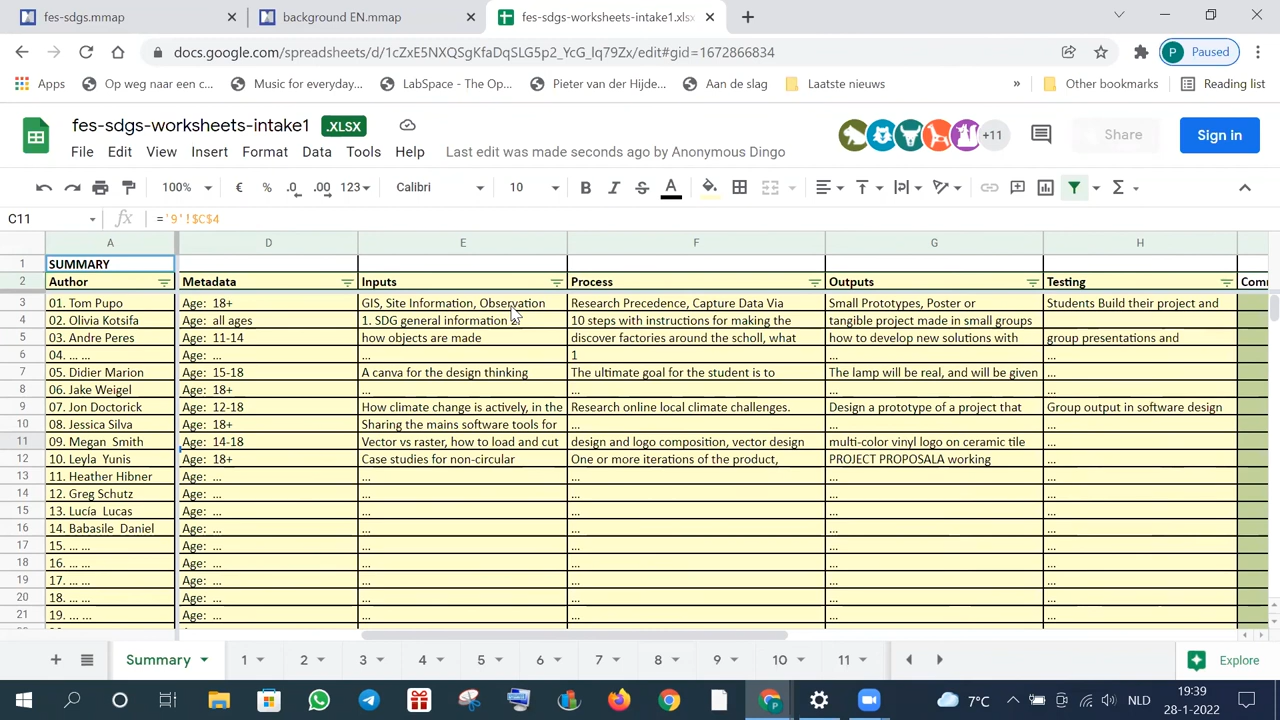 fes-sdgs.mmap
background EN.mmap
fes-sdgs-worksheets-intake1.xlsx
docs.google.com/spreadsheets/d/1cZxE5NXQSgKfaDqSLG5p2_YcG_lq79Zx/edit#gid=1672866834
P Paused
Apps Op weg naar een c... Music for everyday... LabSpace - The Op... Pieter van der Hijde... Aan de slag Laatste nieuws » Other bookmarks Reading list
fes-sdgs-worksheets-intake1 .XLSX
+11 Share Sign in
File Edit View Insert Format Data Tools Help Last edit was made seconds ago by Anonymous Dingo
100% € % .0 .00 123 Calibri 10 B I S A Σ
C11 fx ='9'!$C$4
A D E F G H
1 SUMMARY
2 Author Metadata Inputs Process Outputs Testing Com
3 01. Tom Pupo Age: 18+ GIS, Site Information, Observation Research Precedence, Capture Data Via Small Prototypes, Poster or Students Build their project and
4 02. Olivia Kotsifa Age: all ages 1. SDG general information 2. 10 steps with instructions for making the tangible project made in small groups
5 03. Andre Peres Age: 11-14 how objects are made discover factories around the scholl, what how to develop new solutions with group presentations and
6 04. ... ... Age: ... ... 1 ... ...
7 05. Didier Marion Age: 15-18 A canva for the design thinking The ultimate goal for the student is to The lamp will be real, and will be given ...
8 06. Jake Weigel Age: 18+ ... ... ... ...
9 07. Jon Doctorick Age: 12-18 How climate change is actively, in the Research online local climate challenges. Design a prototype of a project that Group output in software design
10 08. Jessica Silva Age: 18+ Sharing the mains software tools for ... ... ...
11 09. Megan Smith Age: 14-18 Vector vs raster, how to load and cut design and logo composition, vector design multi-color vinyl logo on ceramic tile ...
12 10. Leyla Yunis Age: 18+ Case studies for non-circular One or more iterations of the product, PROJECT PROPOSALA working ...
13 11. Heather Hibner Age: ... ... ... ... ...
14 12. Greg Schutz Age: ... ... ... ... ...
15 13. Lucía Lucas Age: ... ... ... ... ...
16 14. Babasile Daniel Age: ... ... ... ... ...
17 15. ... ... Age: ... ... ... ... ...
18 16. ... ... Age: ... ... ... ... ...
19 17. ... ... Age: ... ... ... ... ...
20 18. ... ... Age: ... ... ... ... ...
21 19. ... ... Age: ... ... ... ... ...
Summary 1 2 3 4 5 6 7 8 9 10 11 Explore
7°C NLD 19:39
28-1-2022